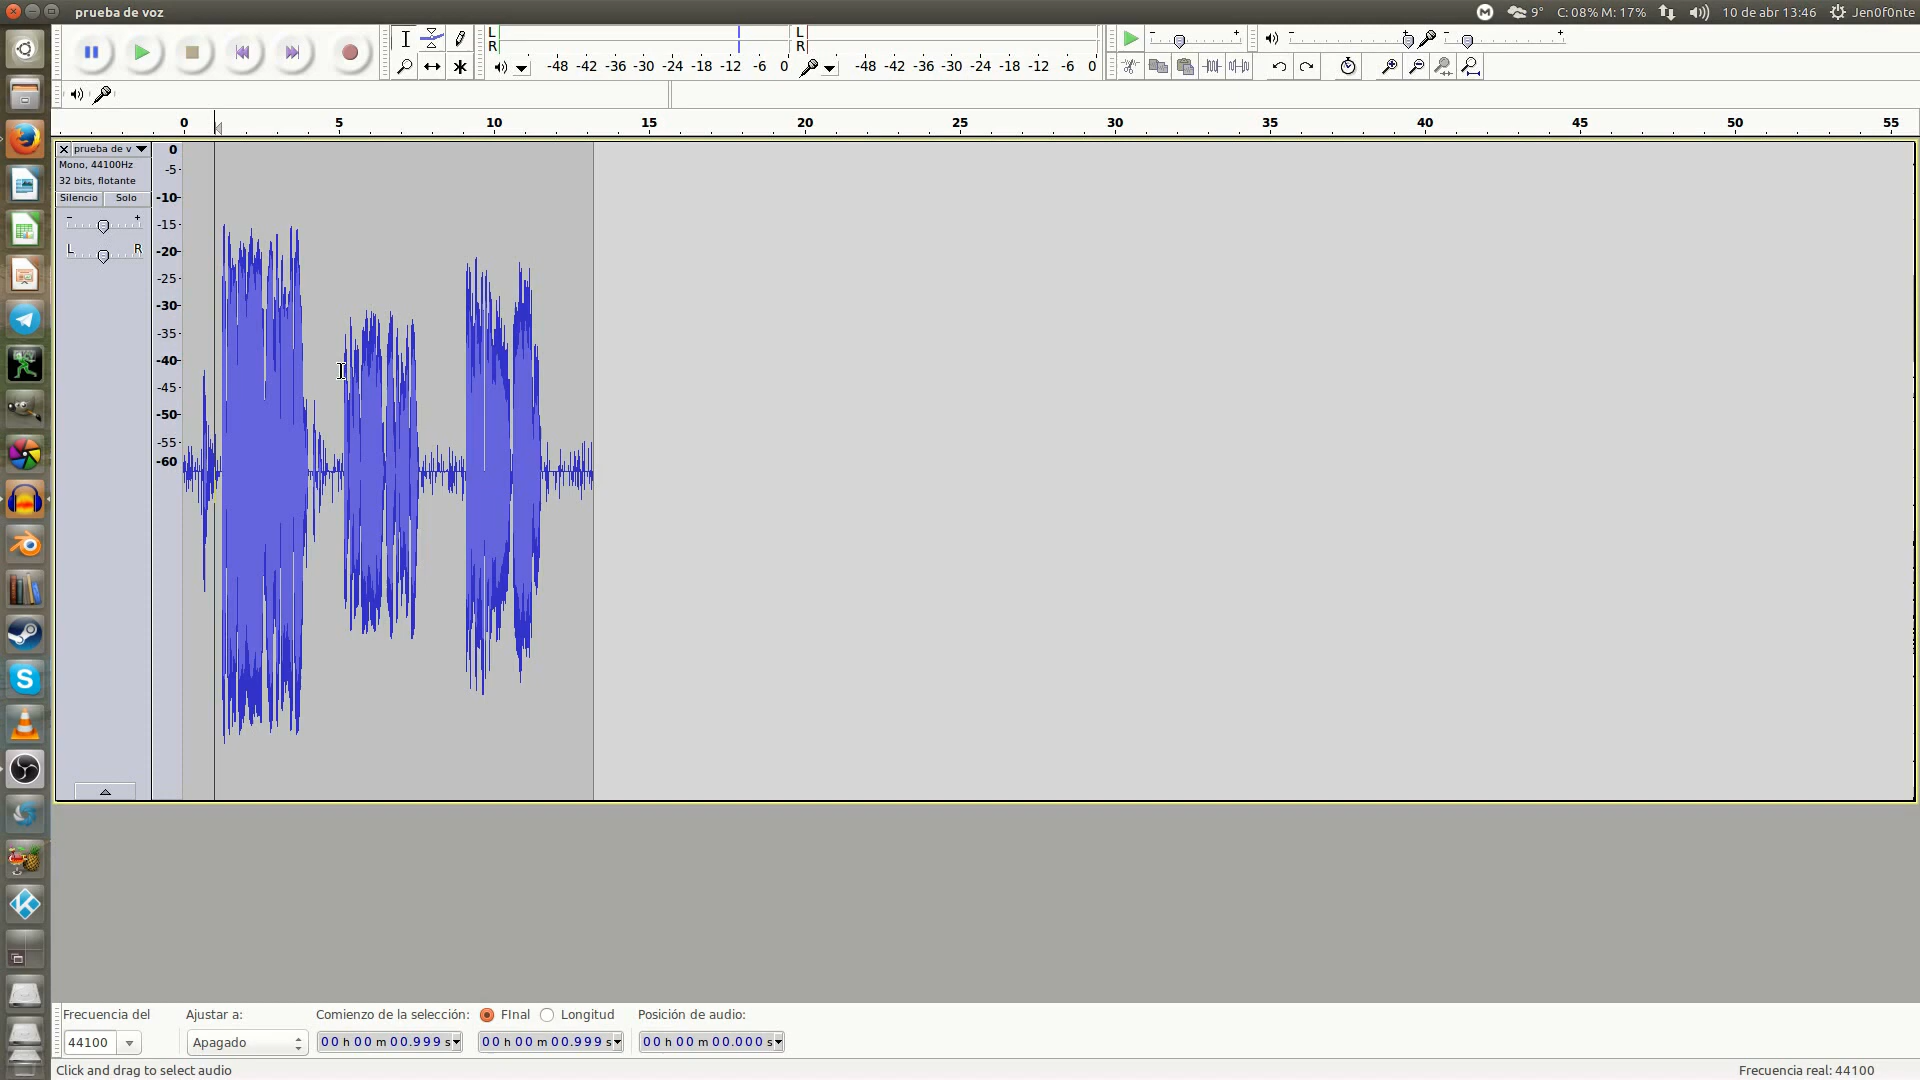 prueba de voz
9° C: 08% M: 17% 10 de abr 13:46 Jen0f0nte
L
R
-48 -42 -36 -30 -24 -18 -12 -6 0
L
R
-48 -42 -36 -30 -24 -18 -12 -6 0
- +
- +
- +
0 5 10 15 20 25 30 35 40 45 50 55
prueba de v
Mono, 44100Hz
32 bits, flotante
Silencio Solo
- +
L R
0
-5
-10
-15
-20
-25
-30
-35
-40
-45
-50
-55
-60
Frecuencia del Ajustar a: Comienzo de la selección: FInal Longitud Posición de audio:
44100 Apagado 00 h 00 m 00.999 s 00 h 00 m 00.999 s 00 h 00 m 00.000 s
Click and drag to select audio Frecuencia real: 44100